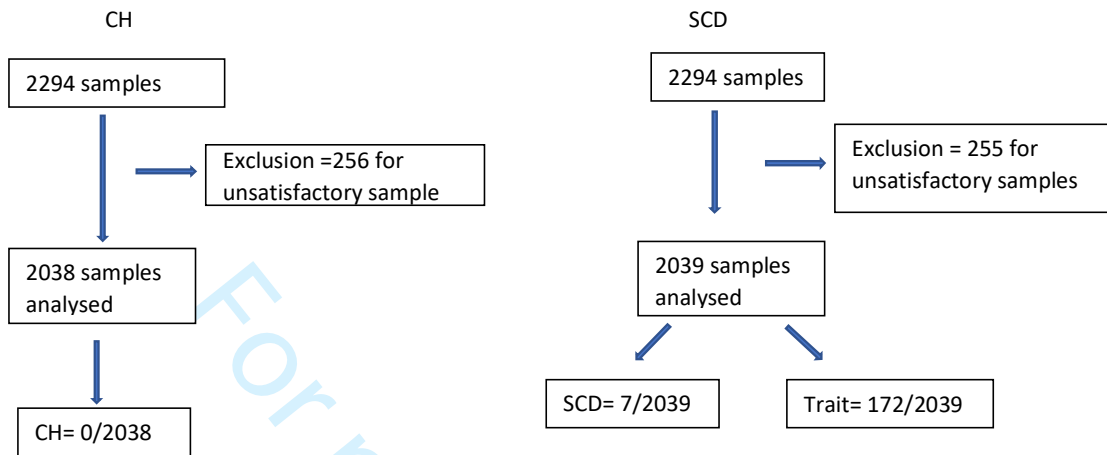 CH
2294 samples
Exclusion =256 for
unsatisfactory sample
2038 samples
analysed
CH= 0/2038
SCD
2294 samples
Exclusion = 255 for
unsatisfactory samples
2039 samples
analysed
SCD= 7/2039
Trait= 172/2039
For